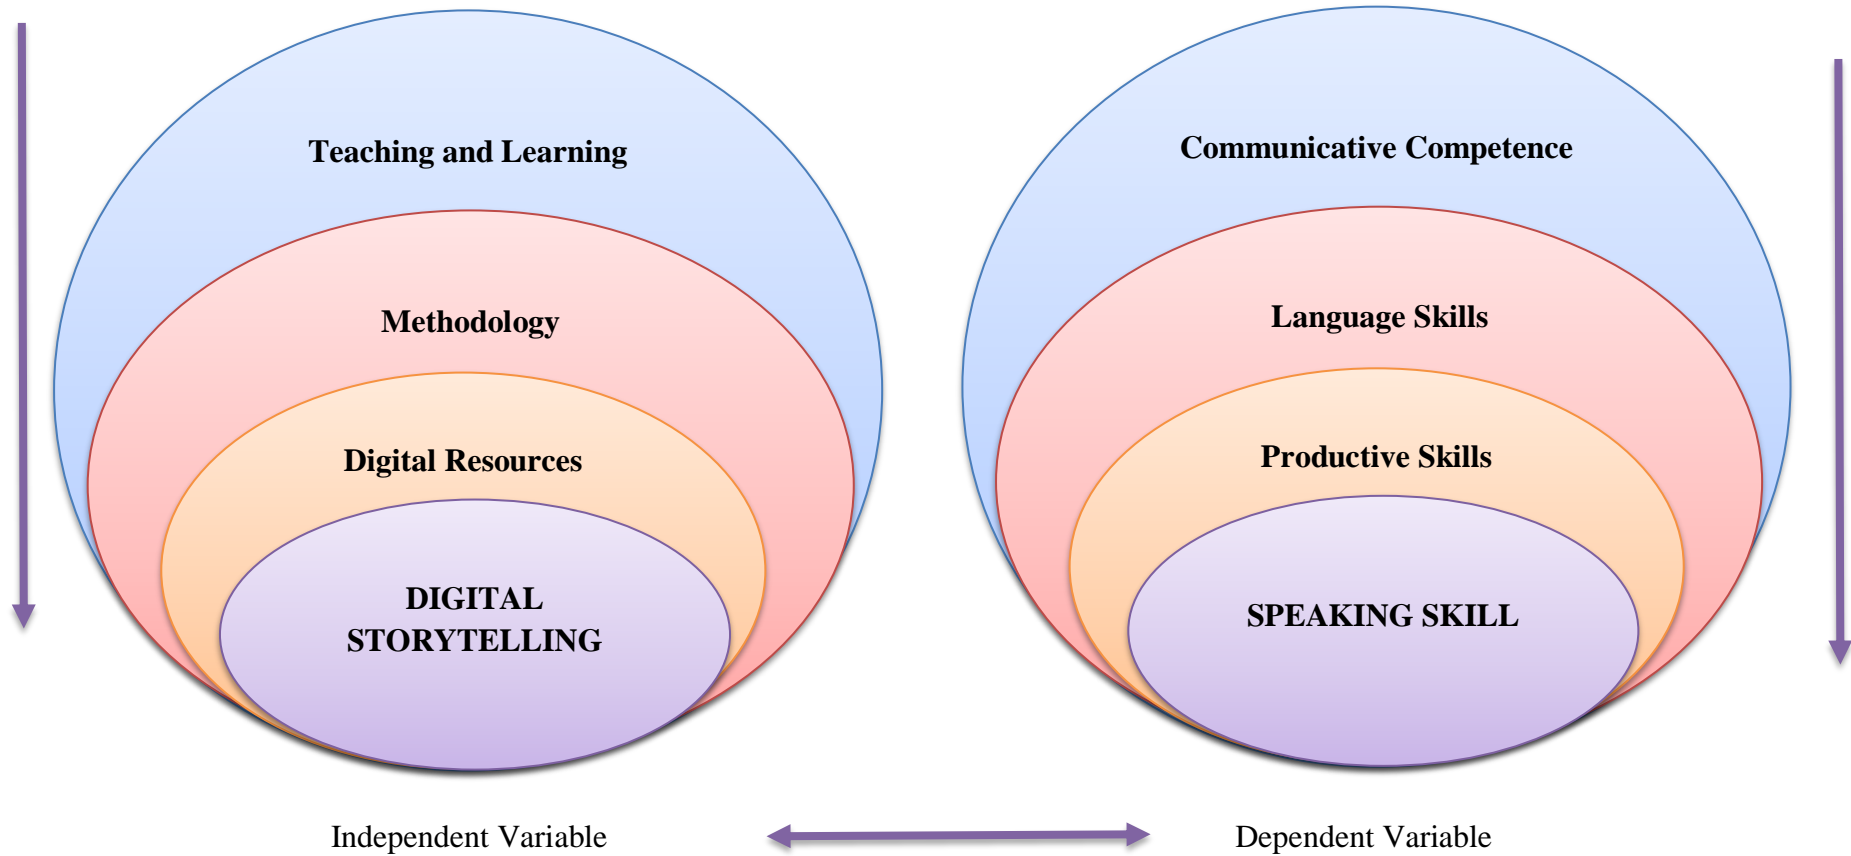 Teaching and Learning
Methodology
Digital Resources
DIGITAL
STORYTELLING
Communicative Competence
Language Skills
Productive Skills
SPEAKING SKILL
Independent Variable
Dependent Variable